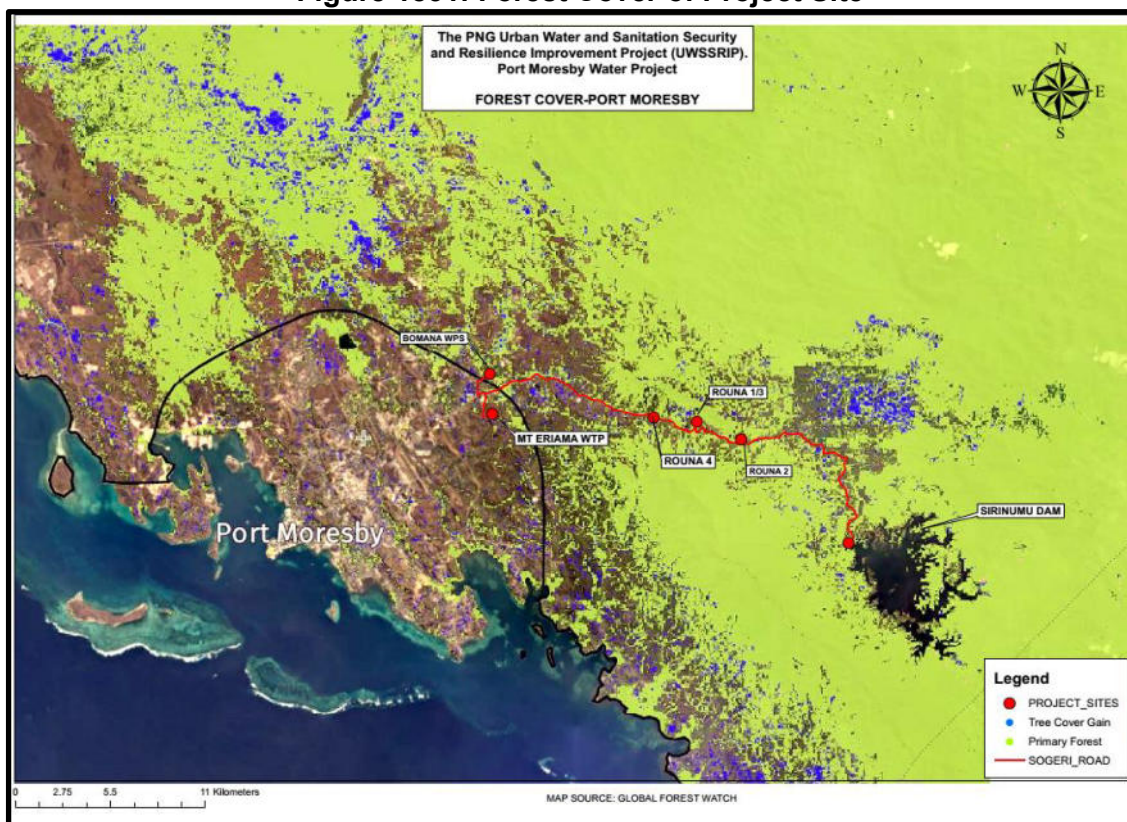 The PNG Urban Water and Sanitation Security
and Resilience Improvement Project (UWSSRIP).
Port Moresby Water Project
FOREST COVER-PORT MORESBY
N
W E
S
BOMANA WPS
ROUNA 1/3
MT ERIAMA WTP
ROUNA 4
ROUNA 2
SIRINUMU DAM
Port Moresby
Legend
PROJECT_SITES
Tree Cover Gain
Primary Forest
SOGERI_ROAD
0 2.75 5.5 11 Kilometers
MAP SOURCE: GLOBAL FOREST WATCH